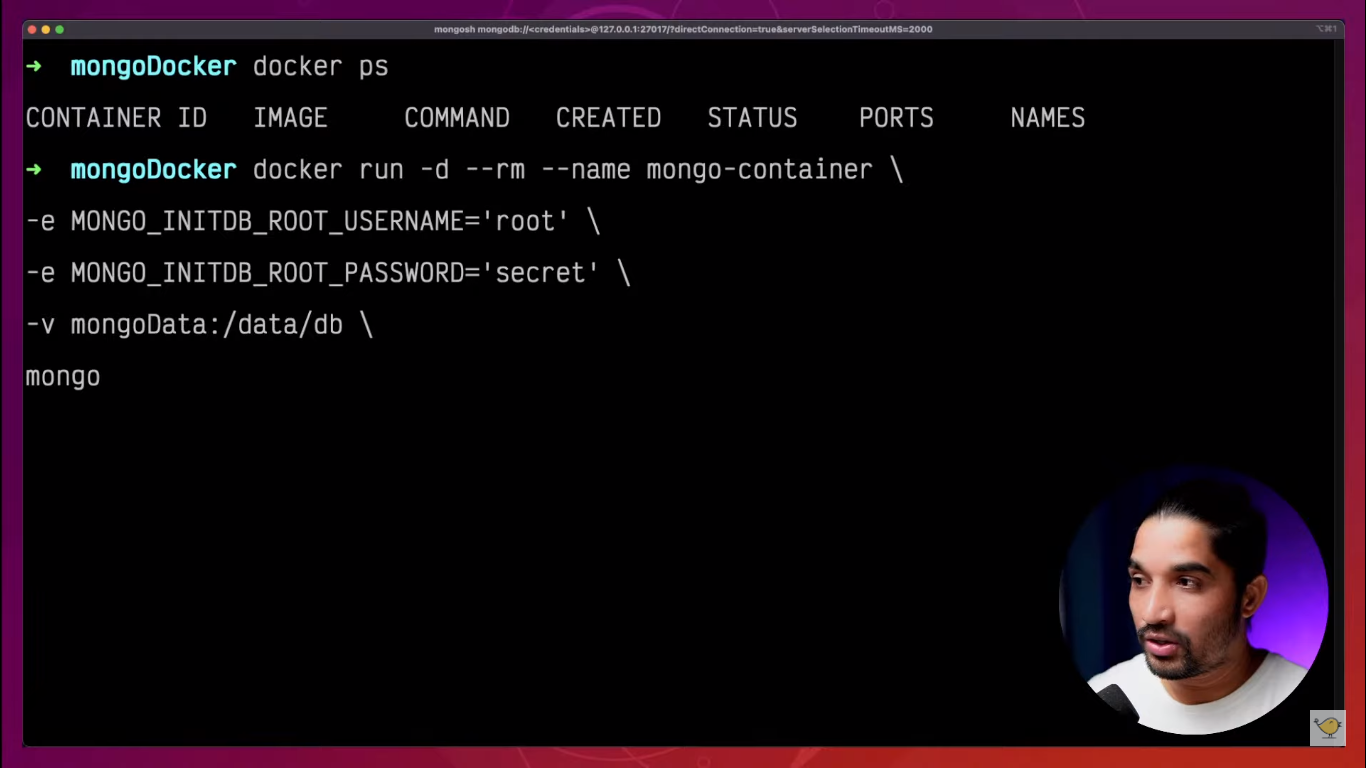 mongosh mongodb://<credentials>@127.0.0.1:27017/?directConnection=true&serverSelectionTimeoutMS=2000 ⌥⌘1
➜ mongoDocker docker ps
CONTAINER ID IMAGE COMMAND CREATED STATUS PORTS NAMES
➜ mongoDocker docker run -d --rm --name mongo-container \
-e MONGO_INITDB_ROOT_USERNAME='root' \
-e MONGO_INITDB_ROOT_PASSWORD='secret' \
-v mongoData:/data/db \
mongo